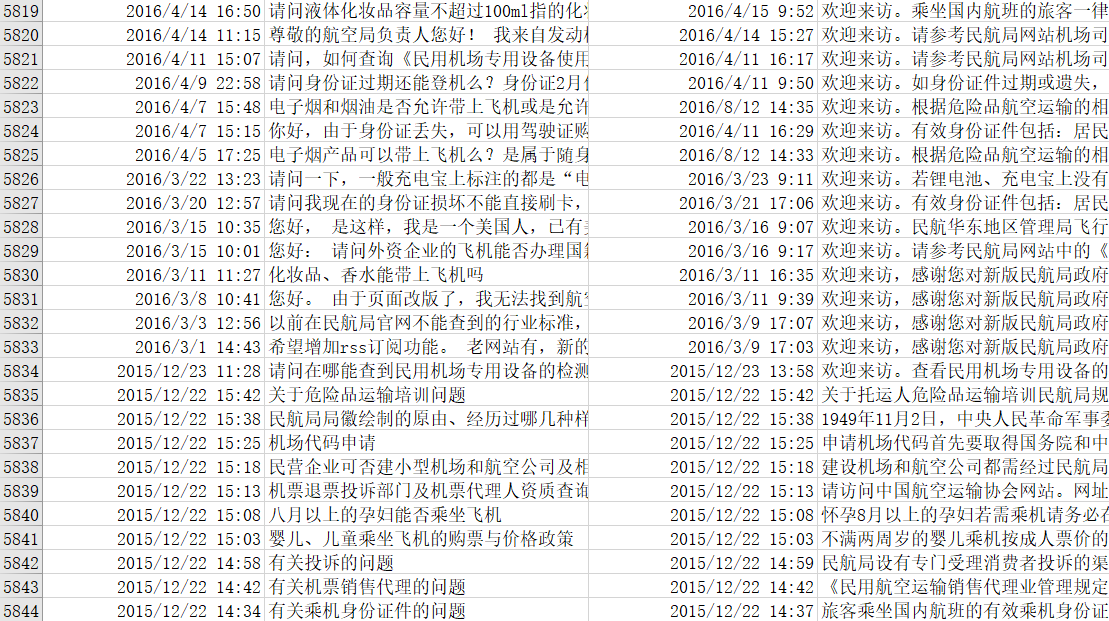 5819 2016/4/14 16:50 请问液体化妆品容量不超过100ml指的化 2016/4/15 9:52 欢迎来访。乘坐国内航班的旅客一律
5820 2016/4/14 11:15 尊敬的航空局负责人您好！ 我来自发动 2016/4/14 15:27 欢迎来访。请参考民航局网站机场司
5821 2016/4/11 15:07 请问，如何查询《民用机场专用设备使用 2016/4/11 16:17 欢迎来访。请参考民航局网站机场司
5822 2016/4/9 22:58 请问身份证过期还能登机么？身份证2月 2016/4/11 9:50 欢迎来访。如身份证件过期或遗失，
5823 2016/4/7 15:48 电子烟和烟油是否允许带上飞机或是允许 2016/8/12 14:35 欢迎来访。根据危险品航空运输的相
5824 2016/4/7 15:15 你好，由于身份证丢失，可以用驾驶证购 2016/4/11 16:29 欢迎来访。有效身份证件包括：居民
5825 2016/4/5 17:25 电子烟产品可以带上飞机么？是属于随身 2016/8/12 14:33 欢迎来访。根据危险品航空运输的相
5826 2016/3/22 13:23 请问一下，一般充电宝上标注的都是“电 2016/3/23 9:11 欢迎来访。若锂电池、充电宝上没有
5827 2016/3/20 12:57 请问我现在的身份证损坏不能直接刷卡， 2016/3/21 17:06 欢迎来访。有效身份证件包括：居民
5828 2016/3/15 10:35 您好， 是这样，我是一个美国人，已有 2016/3/16 9:07 欢迎来访。民航华东地区管理局飞行
5829 2016/3/15 10:01 您好： 请问外资企业的飞机能否办理国 2016/3/16 9:17 欢迎来访。请参考民航局网站中的《
5830 2016/3/11 11:27 化妆品、香水能带上飞机吗 2016/3/11 16:35 欢迎来访，感谢您对新版民航局政府
5831 2016/3/8 10:41 您好。 由于页面改版了，我无法找到航 2016/3/11 9:39 欢迎来访，感谢您对新版民航局政府
5832 2016/3/3 12:56 以前在民航局官网不能查到的行业标准， 2016/3/9 17:07 欢迎来访，感谢您对新版民航局政府
5833 2016/3/1 14:43 希望增加rss订阅功能。 老网站有，新的 2016/3/9 17:03 欢迎来访，感谢您对新版民航局政府
5834 2015/12/23 11:28 请问在哪能查到民用机场专用设备的检测 2015/12/23 13:58 欢迎来访。查看民用机场专用设备的
5835 2015/12/22 15:42 关于危险品运输培训问题 2015/12/22 15:42 关于托运人危险品运输培训民航局规
5836 2015/12/22 15:38 民航局局徽绘制的原由、经历过哪几种样 2015/12/22 15:38 1949年11月2日，中央人民革命军事委
5837 2015/12/22 15:25 机场代码申请 2015/12/22 15:25 申请机场代码首先要取得国务院和中
5838 2015/12/22 15:18 民营企业可否建小型机场和航空公司及相 2015/12/22 15:18 建设机场和航空公司都需经过民航局
5839 2015/12/22 15:13 机票退票投诉部门及机票代理人资质查询 2015/12/22 15:13 请访问中国航空运输协会网站。网址
5840 2015/12/22 15:08 八月以上的孕妇能否乘坐飞机 2015/12/22 15:08 怀孕8月以上的孕妇若需乘机请务必在
5841 2015/12/22 15:03 婴儿、儿童乘坐飞机的购票与价格政策 2015/12/22 15:03 不满两周岁的婴儿乘机按成人票价的
5842 2015/12/22 14:58 有关投诉的问题 2015/12/22 14:59 民航局设有专门受理消费者投诉的渠
5843 2015/12/22 14:42 有关机票销售代理的问题 2015/12/22 14:42 《民用航空运输销售代理业管理规定
5844 2015/12/22 14:34 有关乘机身份证件的问题 2015/12/22 14:37 旅客乘坐国内航班的有效乘机身份证